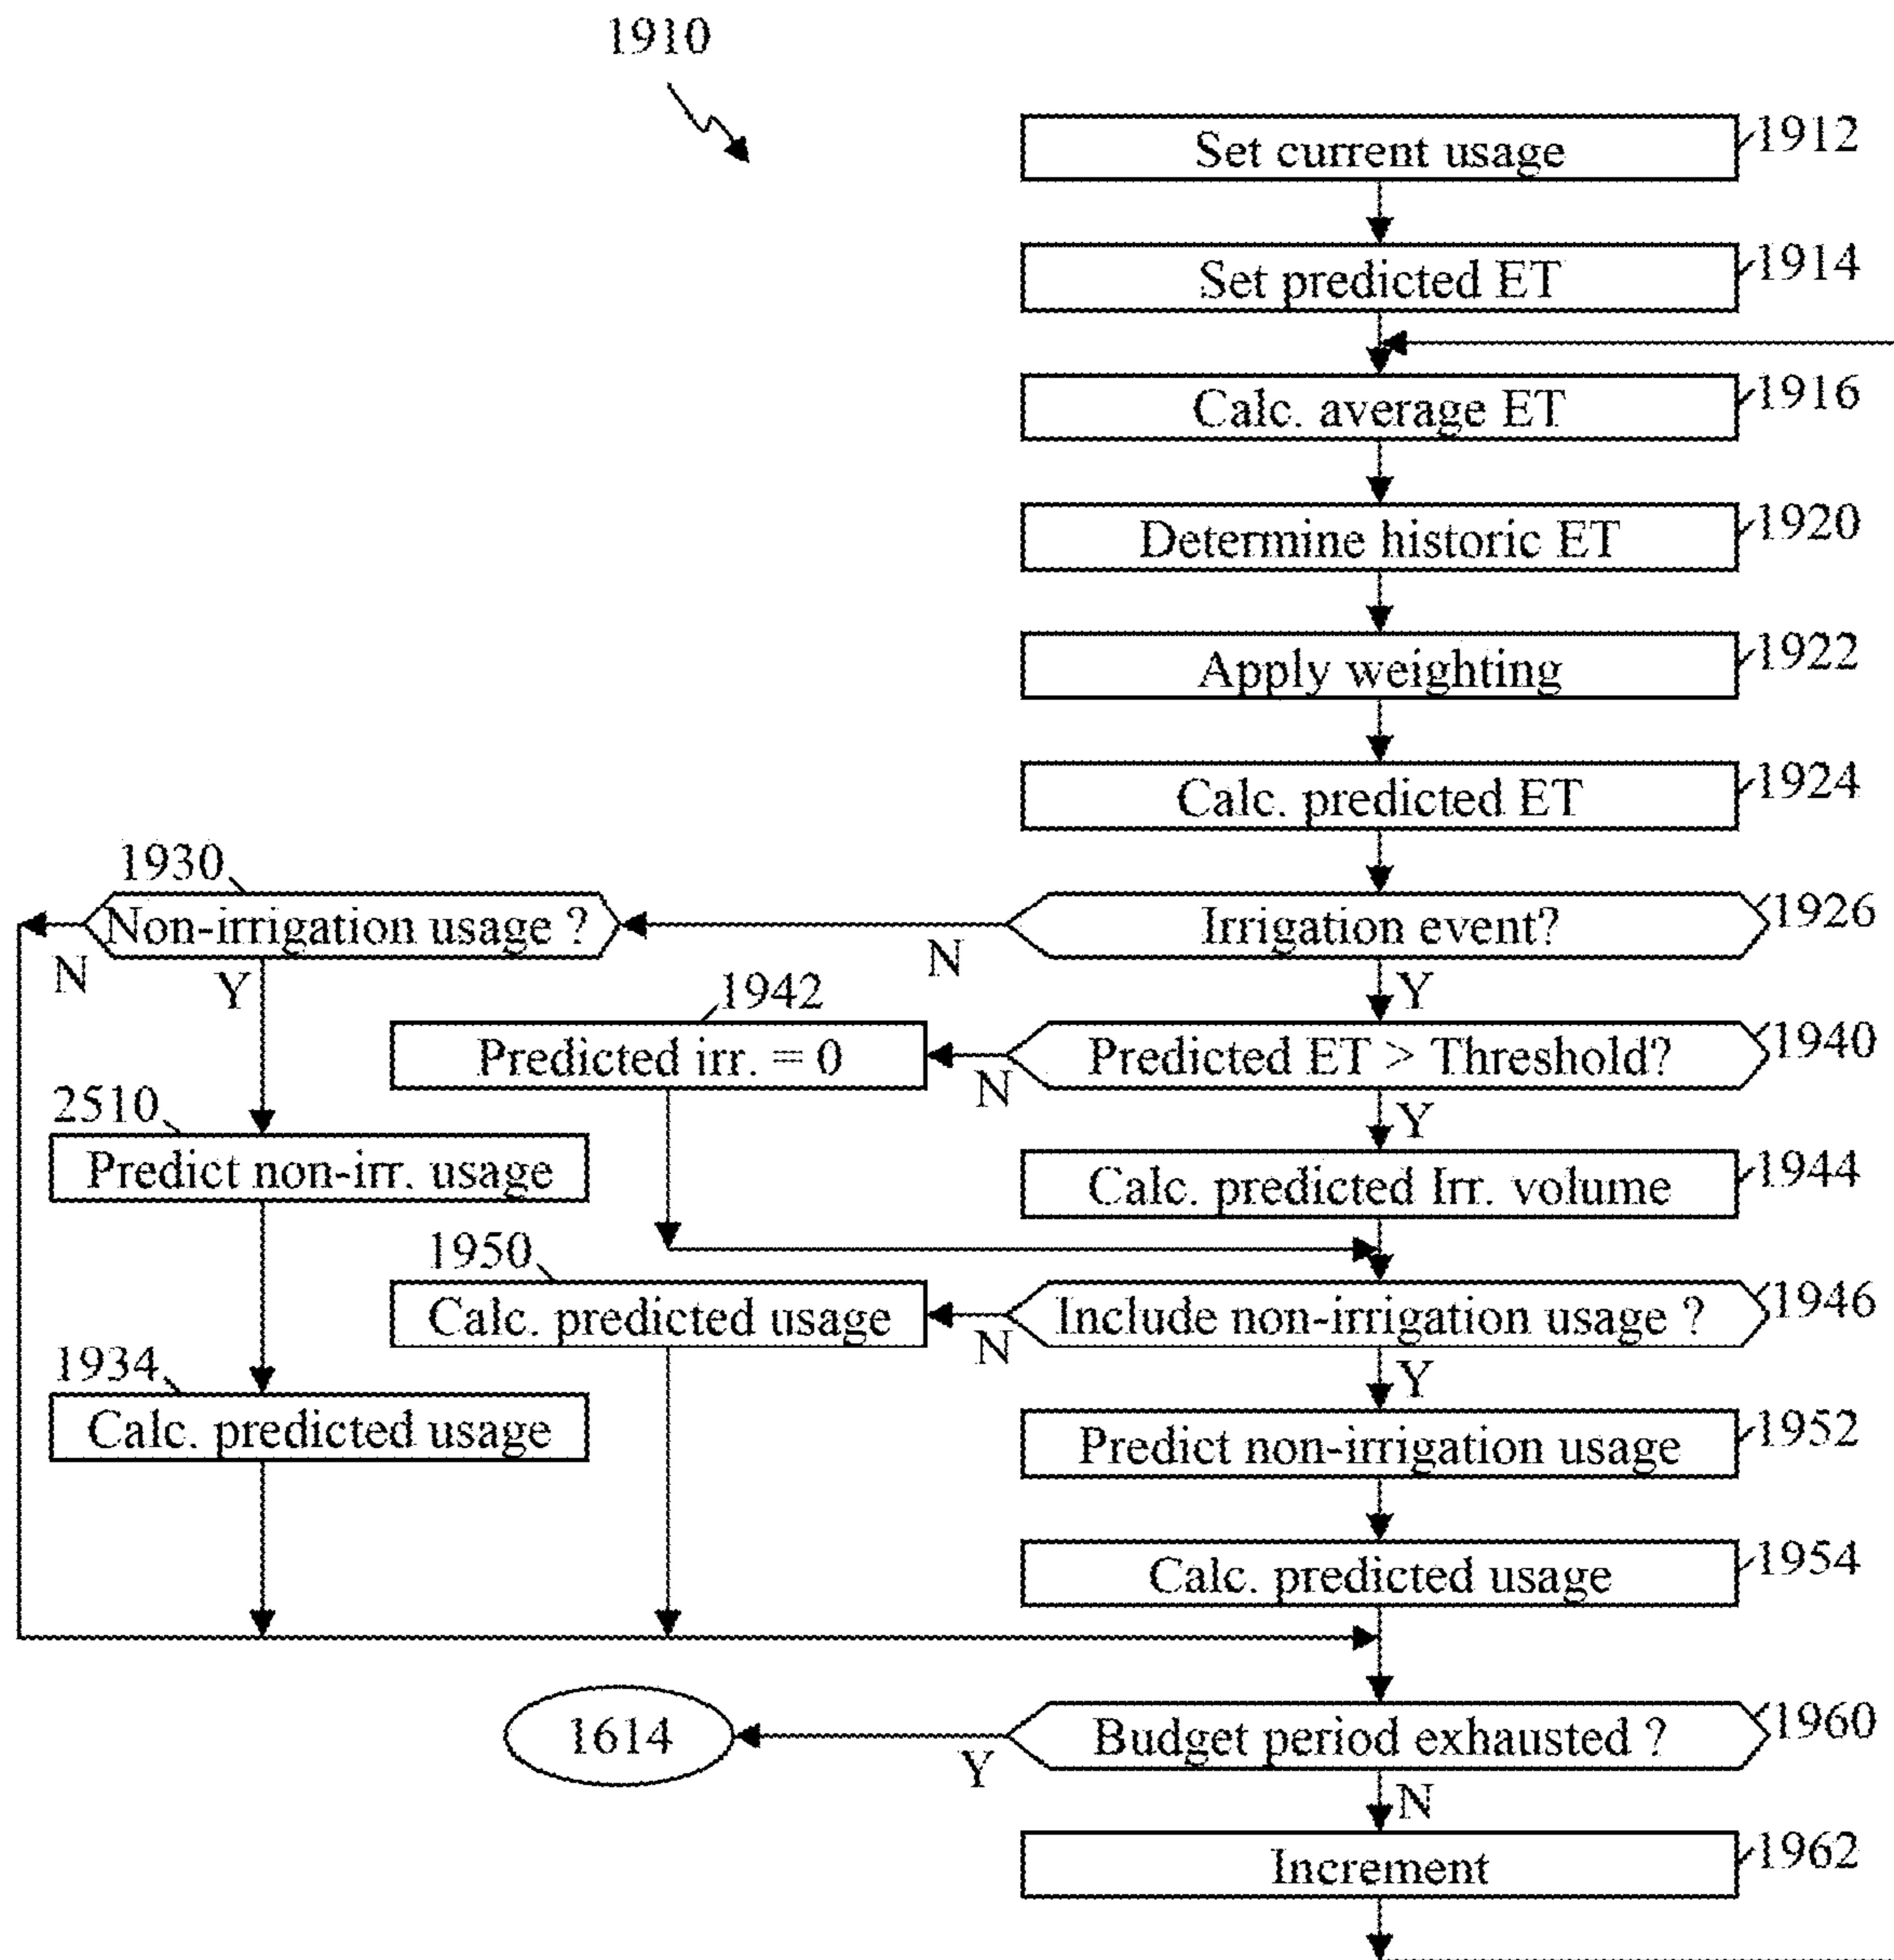 1910
Set current usage
1912
Set predicted ET
1914
Calc. average ET
1916
Determine historic ET
1920
Apply weighting
1922
Calc. predicted ET
1924
1930
Non-irrigation usage ?
Irrigation event?
1926
N
Y
N
Y
1942
Predicted irr. = 0
Predicted ET > Threshold?
1940
N
Y
2510
Predict non-irr. usage
Calc. predicted Irr. volume
1944
1950
Calc. predicted usage
Include non-irrigation usage ?
1946
N
Y
1934
Calc. predicted usage
Predict non-irrigation usage
1952
Calc. predicted usage
1954
1614
Budget period exhausted ?
1960
Y
N
Increment
1962